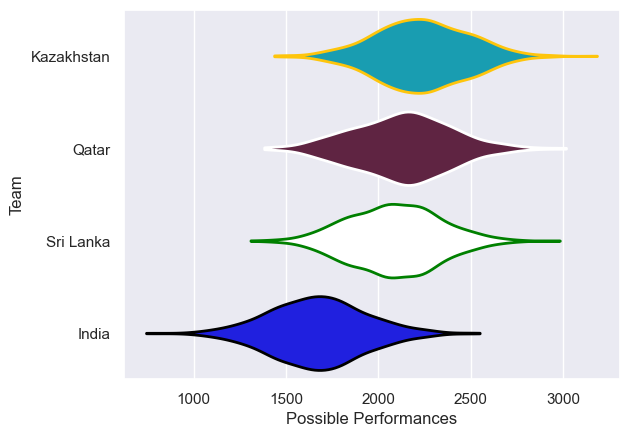 Kazakhstan
Qatar
Sri Lanka
India
Team
1000 1500 2000 2500 3000
Possible Performances